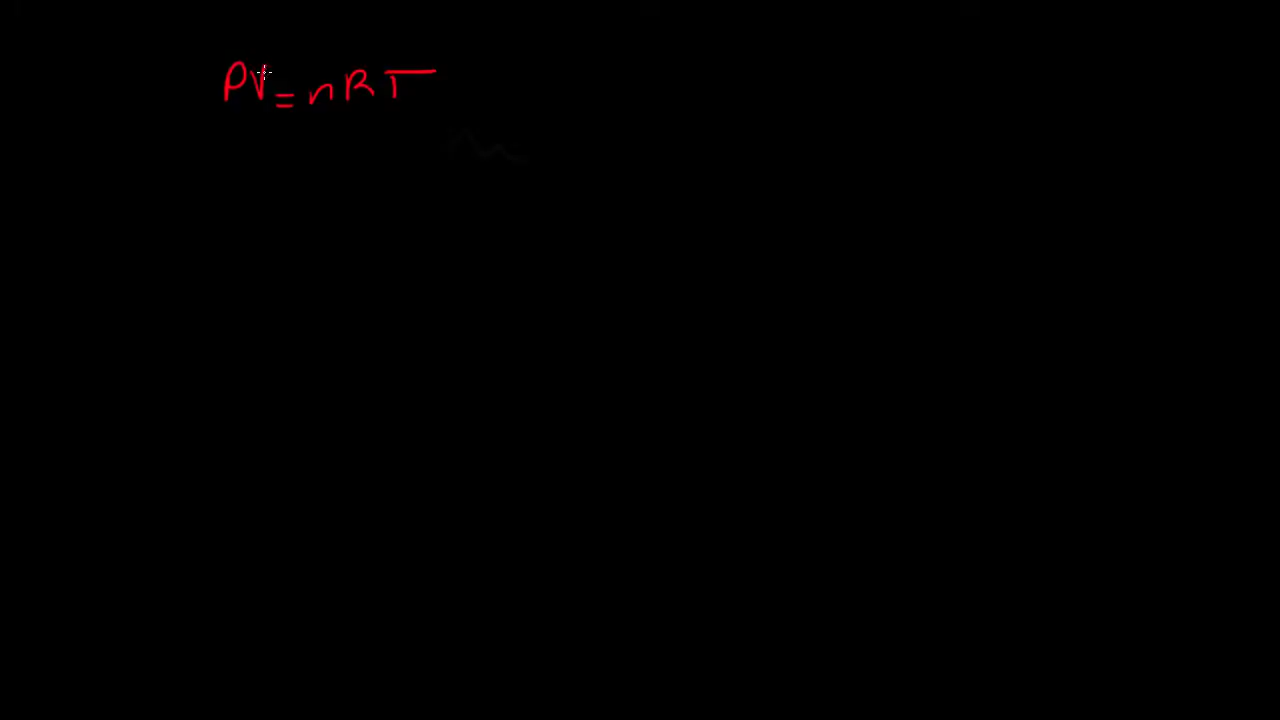 PV = nRT